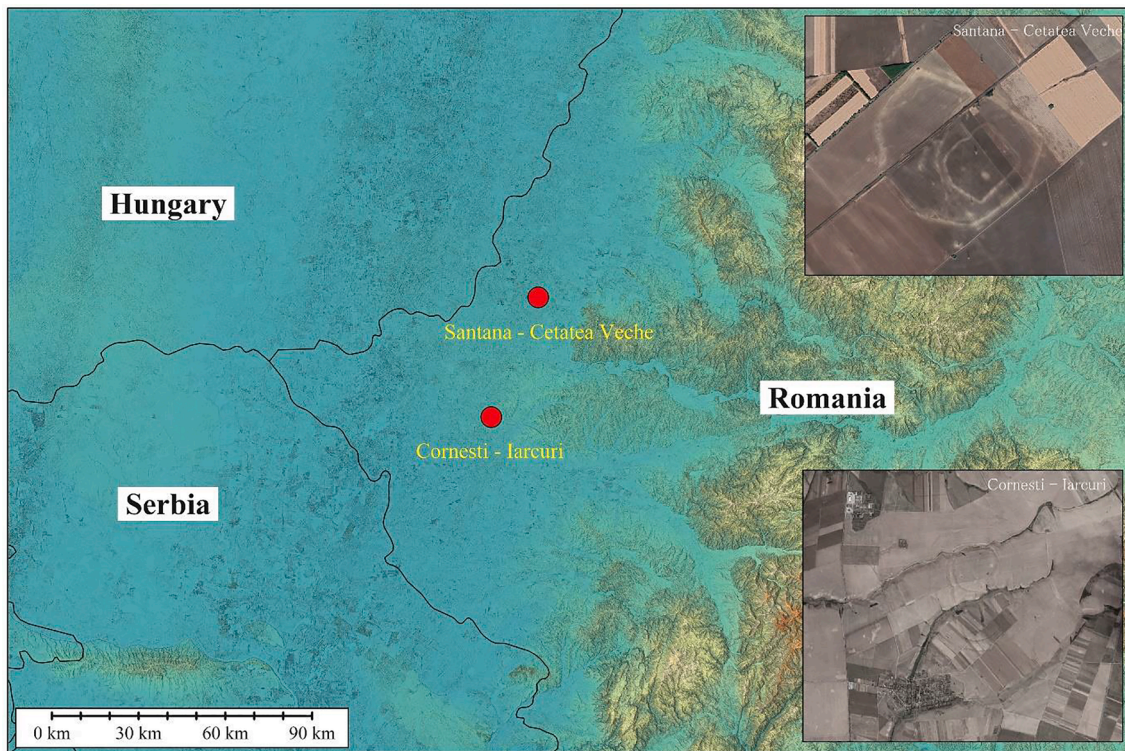 Santana - Cetatea Veche
Hungary
Santana - Cetatea Veche
Romania
Cornesti - Iarcuri
Cornesti - Iarcuri
Serbia
0 km 30 km 60 km 90 km